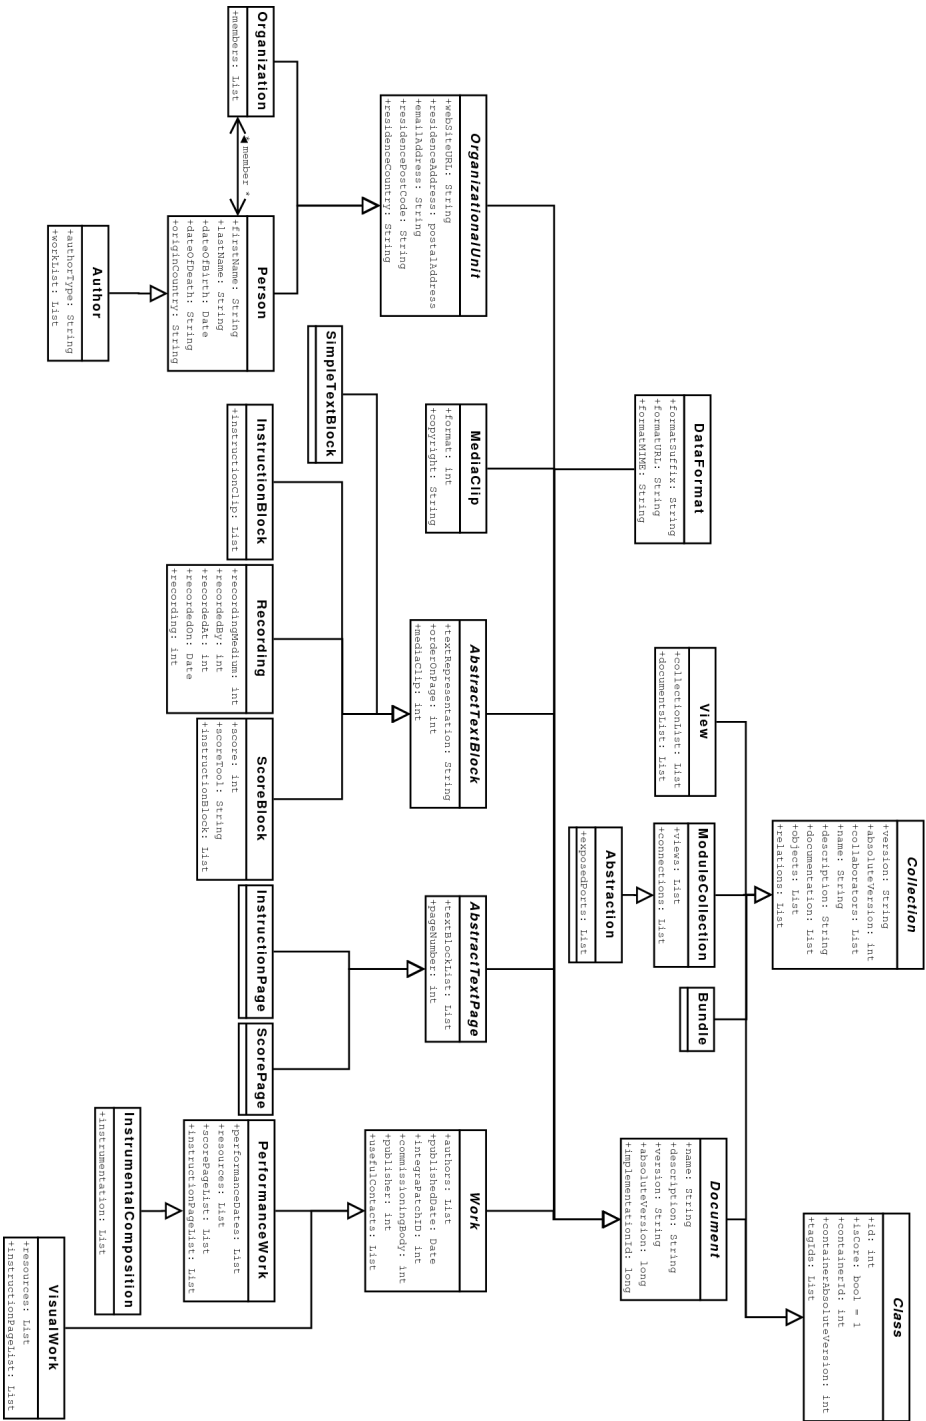 Class
+id: int
+isCore: bool = 1
+containerId: int
+containerAbsoluteVersion: int
+tagIds: List
Collection
+version: String
+absoluteVersion: int
+collaborators: List
+name: String
+description: String
+documentation: List
+objects: List
+relations: List
Document
+name: String
+description: String
+version: String
+absoluteVersion: long
+implementationId: long
View
+collectionList: List
+documentsList: List
ModuleCollection
+views: List
+connections: List
Bundle
Abstraction
+exposedPorts: List
DataFormat
+formatSuffix: String
+formatURL: String
+formatMIME: String
OrganizationalUnit
+webSiteURL: String
+residenceAddress: postalAddress
+emailAddress: String
+residencePostCode: String
+residenceCountry: String
MediaClip
+format: int
+copyright: String
AbstractTextBlock
+textRepresentation: String
+orderOnPage: int
+mediaClip: int
AbstractTextPage
+textBlockList: List
+pageNumber: int
Work
+authors: List
+publishedDate: Date
+integraPatchID: int
+commissioningBody: int
+publisher: int
+usefulContacts: List
SimpleTextBlock
Organization
+members: List
* member *
Person
+firstName: String
+lastName: String
+dateOfBirth: Date
+dateOfDeath: String
+originCountry: String
InstructionBlock
+instructionClip: List
Recording
+recordingMedium: int
+recordedBy: int
+recordedAt: int
+recordedOn: Date
+recording: int
ScoreBlock
+score: int
+scoreTool: String
+instructionBlock: List
InstructionPage
ScorePage
PerformanceWork
+performanceDates: List
+resources: List
+scorePageList: List
+instructionPageList: List
Author
+authorType: String
+workList: List
InstrumentalComposition
+instrumentation: List
VisualWork
+resources: List
+instructionPageList: List